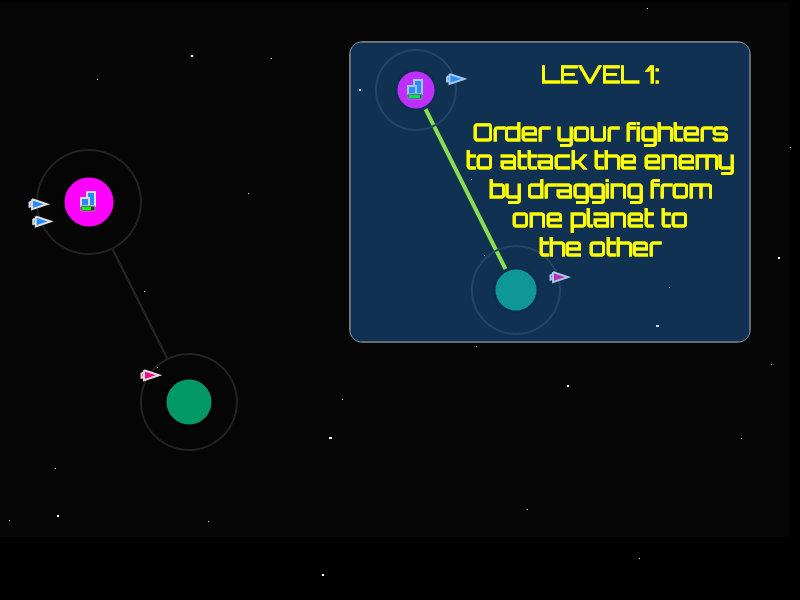 LEVEL 1:
Order your fighters
to attack the enemy
by dragging from
one planet to
the other